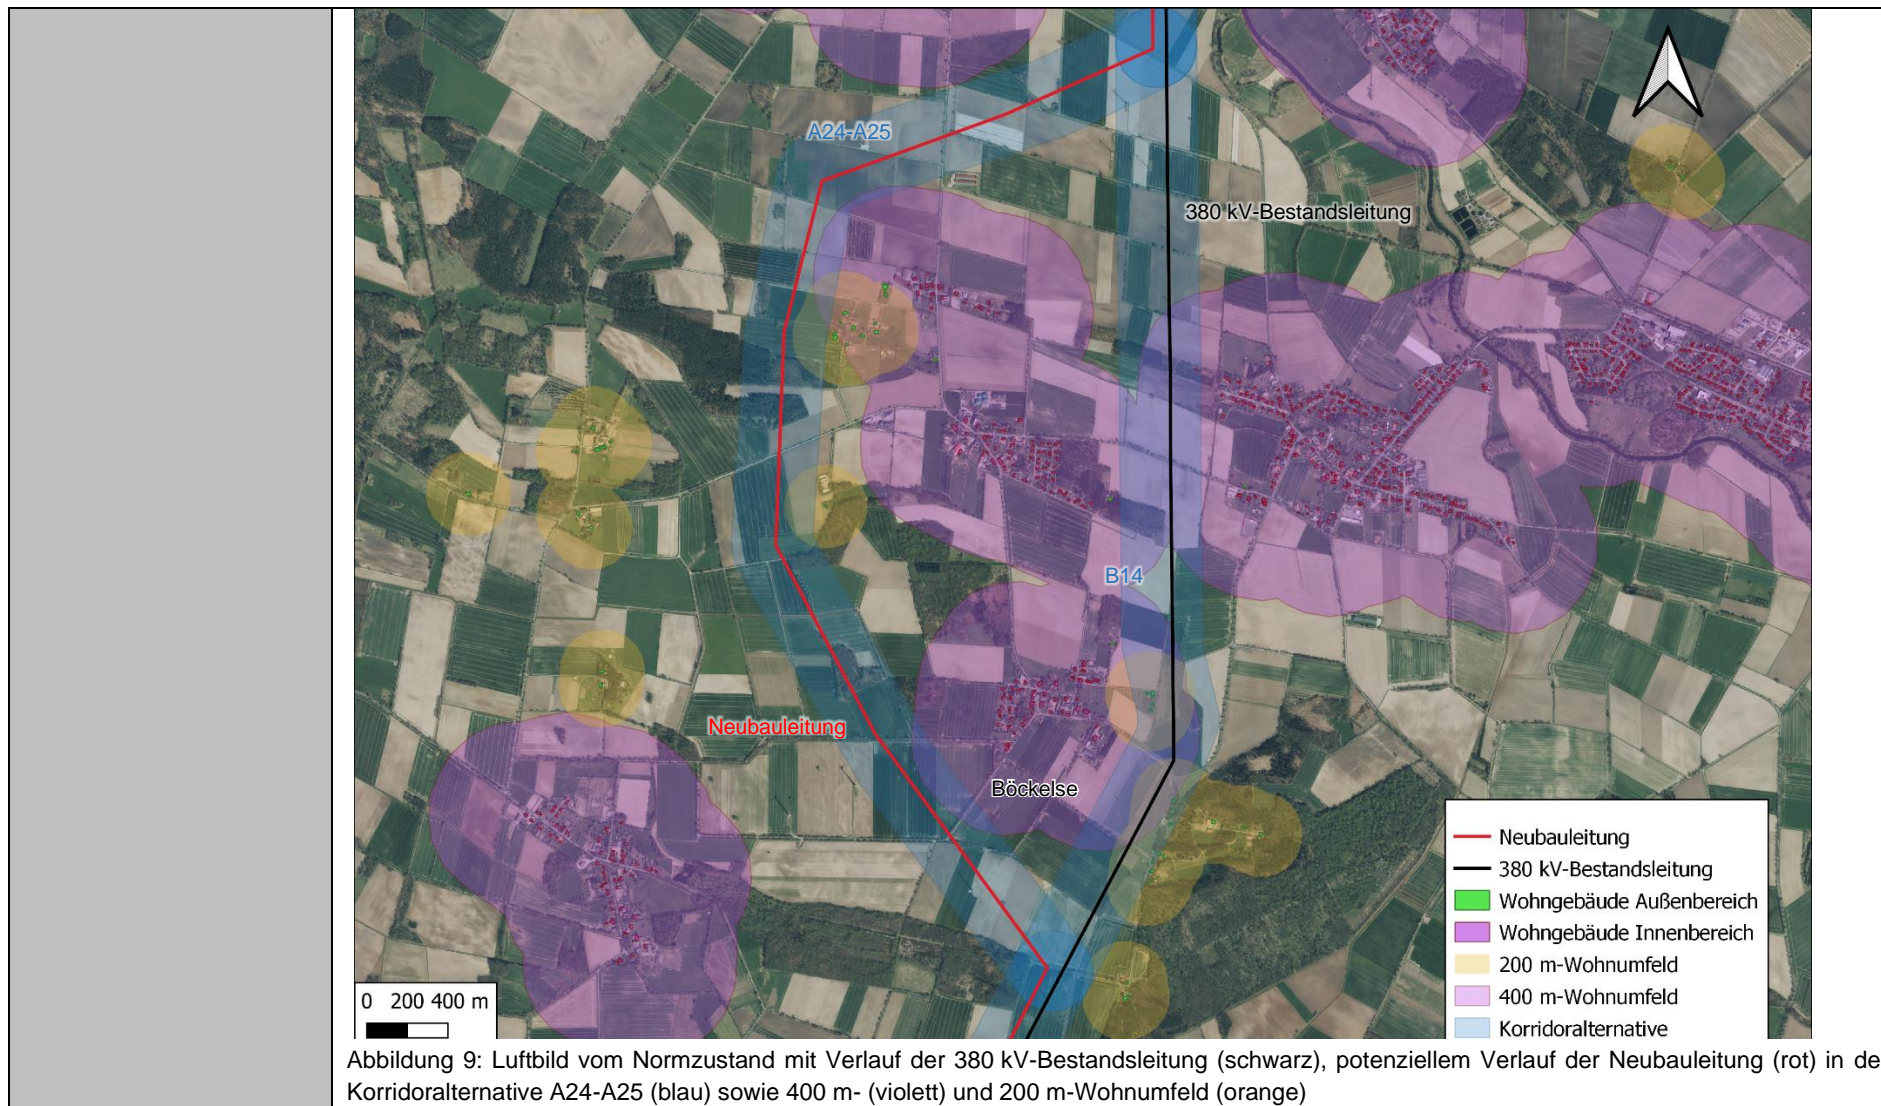 A24-A25
380 kV-Bestandsleitung
B14
Neubauleitung
Böckelse
Neubauleitung
380 kV-Bestandsleitung
Wohngebäude Außenbereich
Wohngebäude Innenbereich
200 m-Wohnumfeld
400 m-Wohnumfeld
Korridoralternative
0 200 400 m
Abbildung 9: Luftbild vom Normzustand mit Verlauf der 380 kV-Bestandsleitung (schwarz), potenziellem Verlauf der Neubauleitung (rot) in de
Korridoralternative A24-A25 (blau) sowie 400 m- (violett) und 200 m-Wohnumfeld (orange)